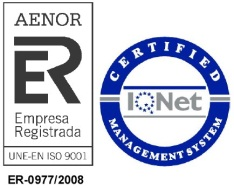 AENOR
ER
Empresa
Registrada
UNE-EN ISO 9001
ER-0977/2008
CERTIFIED
IQNet
MANAGEMENT SYSTEM